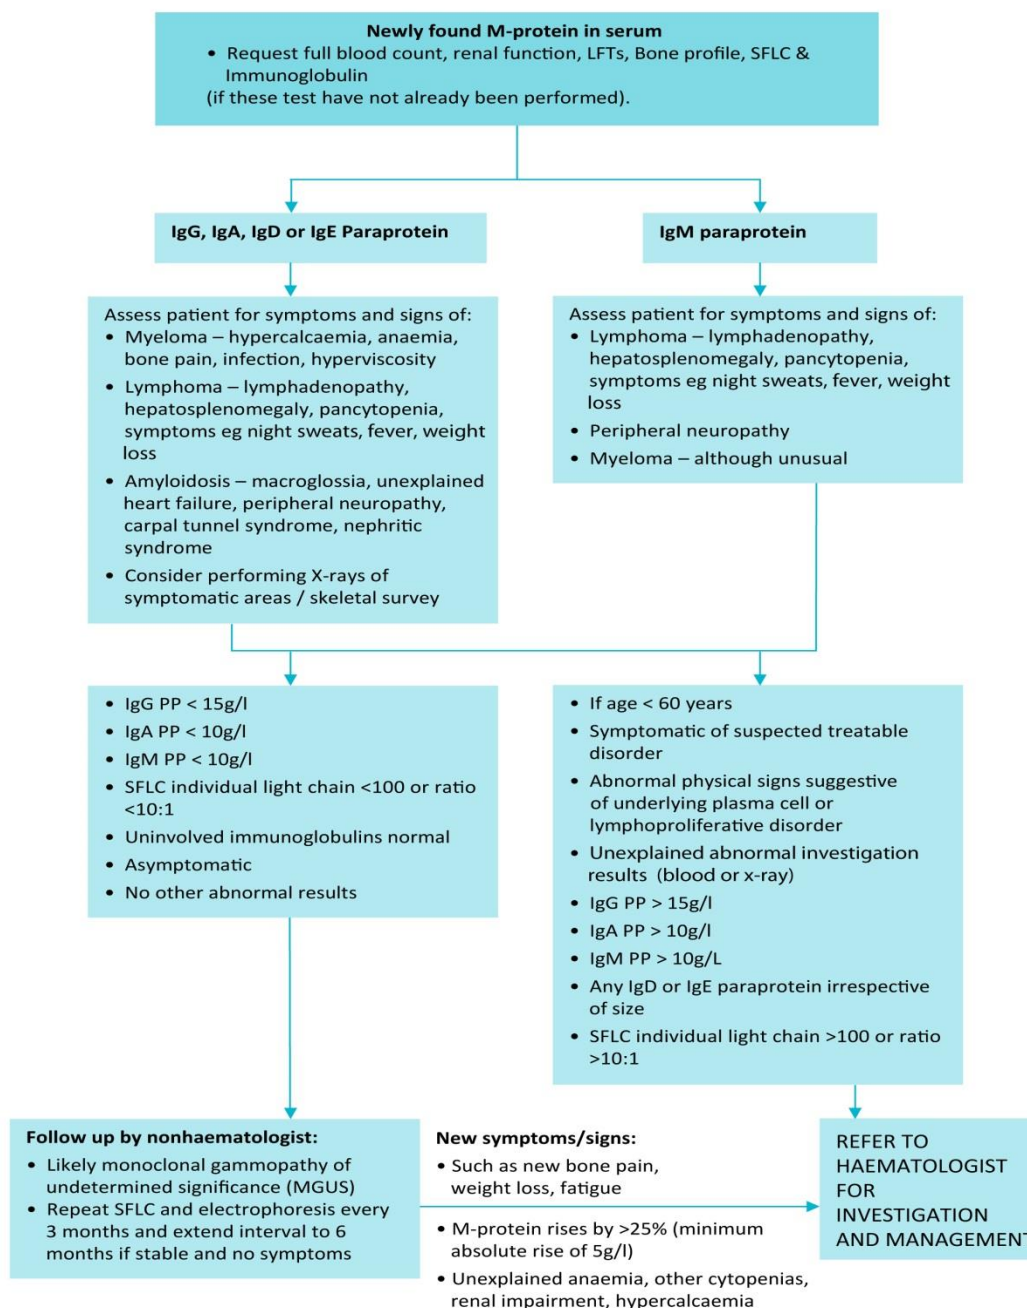 Newly found M-protein in serum
• Request full blood count, renal function, LFTs, Bone profile, SFLC &
Immunoglobulin
(if these test have not already been performed).
IgG, IgA, IgD or IgE Paraprotein
IgM paraprotein
Assess patient for symptoms and signs of:
• Myeloma – hypercalcaemia, anaemia,
bone pain, infection, hyperviscosity
• Lymphoma – lymphadenopathy,
hepatosplenomegaly, pancytopenia,
symptoms eg night sweats, fever, weight
loss
• Amyloidosis – macroglossia, unexplained
heart failure, peripheral neuropathy,
carpal tunnel syndrome, nephritic
syndrome
• Consider performing X-rays of
symptomatic areas / skeletal survey
Assess patient for symptoms and signs of:
• Lymphoma – lymphadenopathy,
hepatosplenomegaly, pancytopenia,
symptoms eg night sweats, fever, weight
loss
• Peripheral neuropathy
• Myeloma – although unusual
• IgG PP < 15g/l
• IgA PP < 10g/l
• IgM PP < 10g/l
• SFLC individual light chain <100 or ratio
<10:1
• Uninvolved immunoglobulins normal
• Asymptomatic
• No other abnormal results
• If age < 60 years
• Symptomatic of suspected treatable
disorder
• Abnormal physical signs suggestive
of underlying plasma cell or
lymphoproliferative disorder
• Unexplained abnormal investigation
results (blood or x-ray)
• IgG PP > 15g/l
• IgA PP > 10g/l
• IgM PP > 10g/L
• Any IgD or IgE paraprotein irrespective
of size
• SFLC individual light chain >100 or ratio
>10:1
Follow up by nonhaematologist:
• Likely monoclonal gammopathy of
undetermined significance (MGUS)
• Repeat SFLC and electrophoresis every
3 months and extend interval to 6
months if stable and no symptoms
New symptoms/signs:
• Such as new bone pain,
weight loss, fatigue
• M-protein rises by >25% (minimum
absolute rise of 5g/l)
• Unexplained anaemia, other cytopenias,
renal impairment, hypercalcaemia
REFER TO
HAEMATOLOGIST
FOR
INVESTIGATION
AND MANAGEMENT